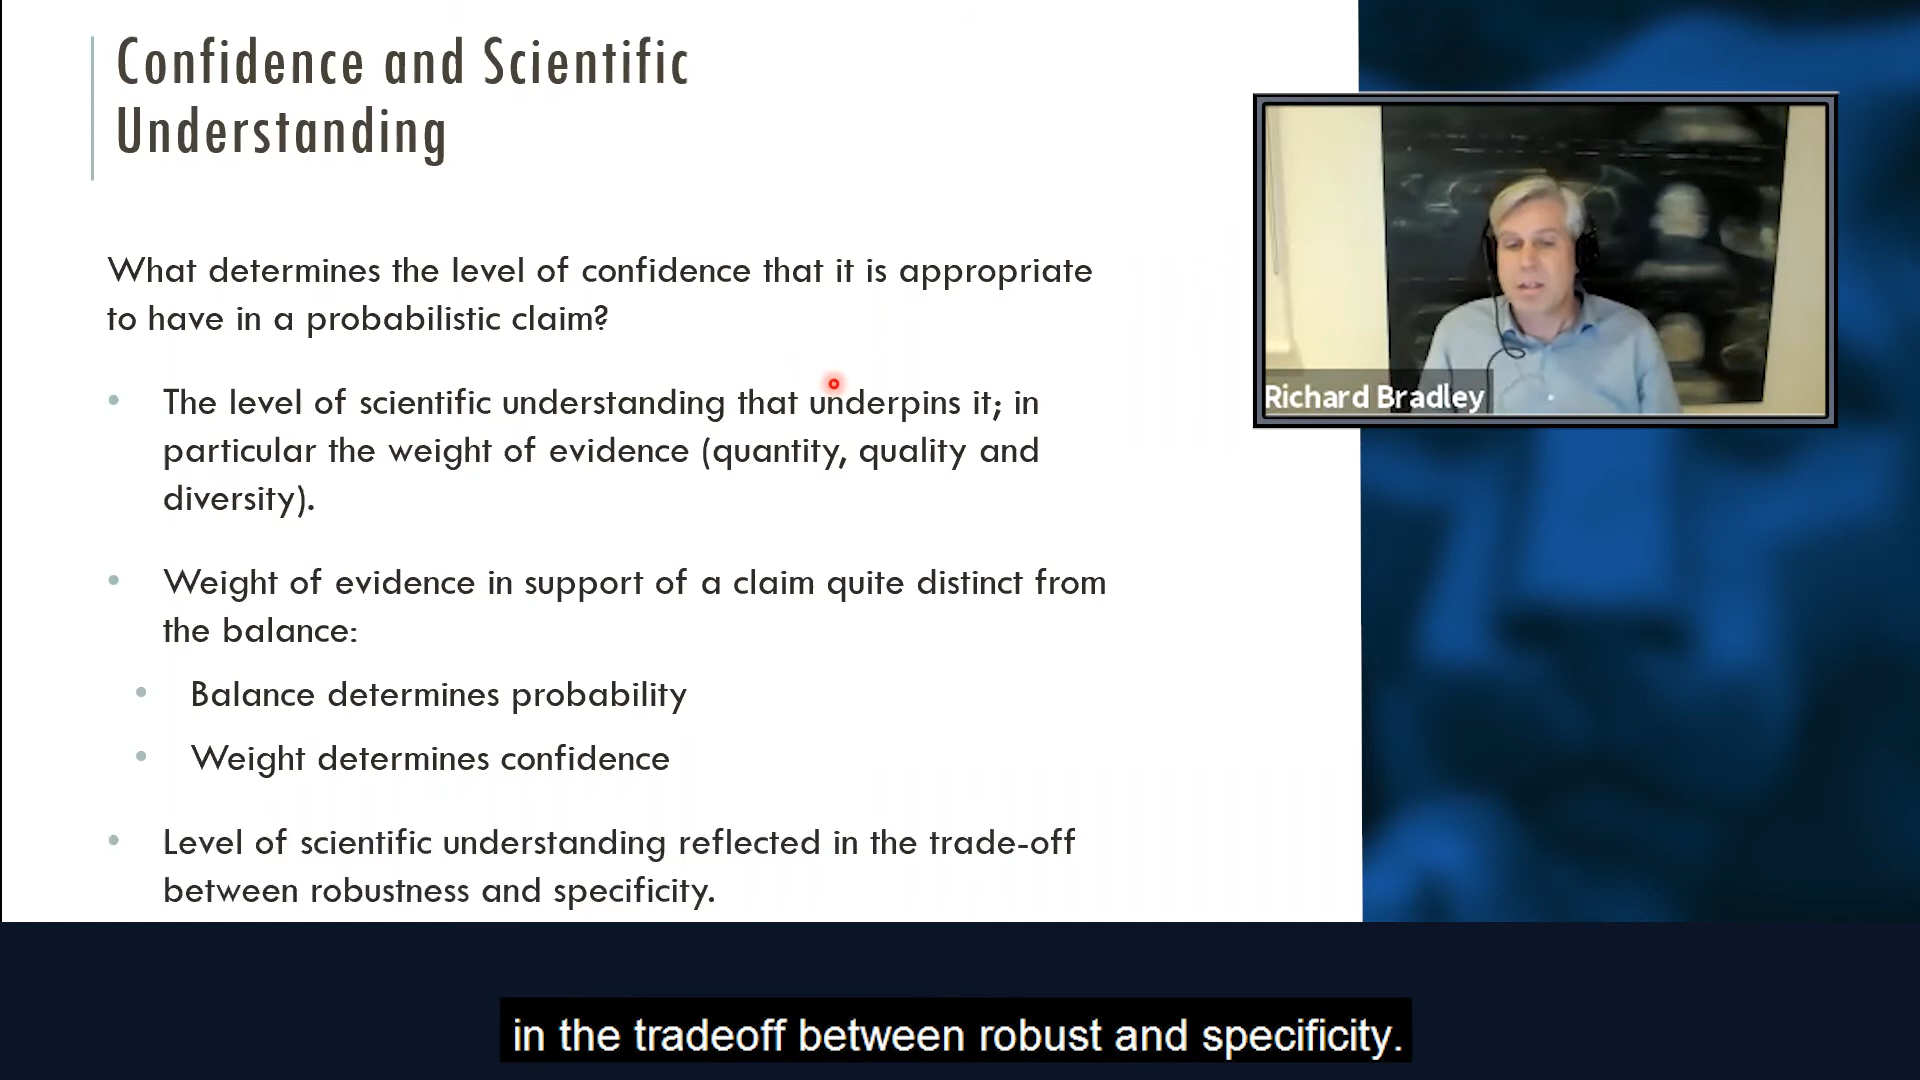 Confidence and Scientific
Understanding
What determines the level of confidence that it is appropriate
to have in a probabilistic claim?
• The level of scientific understanding that underpins it; in
particular the weight of evidence (quantity, quality and
diversity).
• Weight of evidence in support of a claim quite distinct from
the balance:
• Balance determines probability
• Weight determines confidence
• Level of scientific understanding reflected in the trade-off
between robustness and specificity.
Richard Bradley
in the tradeoff between robust and specificity.